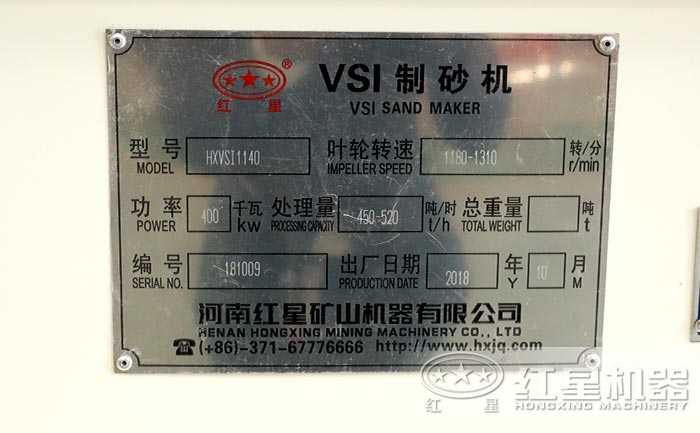 VSI 制砂机
®
红 星
VSI SAND MAKER
型号 HXVSI1140 叶轮转速 1180-1310 转/分
MODEL IMPELLER SPEED r/min
功率 400 千瓦 处理量 450-520 吨/时 总重量 吨
POWER kw PROCESSING CAPACITY t/h TOTAL WEIGHT t
编号 181009 出厂日期 2018 年 10 月
SERIAL NO. PRODUCTION DATE Y M
河南红星矿山机器有限公司
HENAN HONGXING MINING MACHINERY CO., LTD
☎(+86)-371-67776666 http://www.hxjq.com
红星机器
红 星 HONGXING MACHINERY